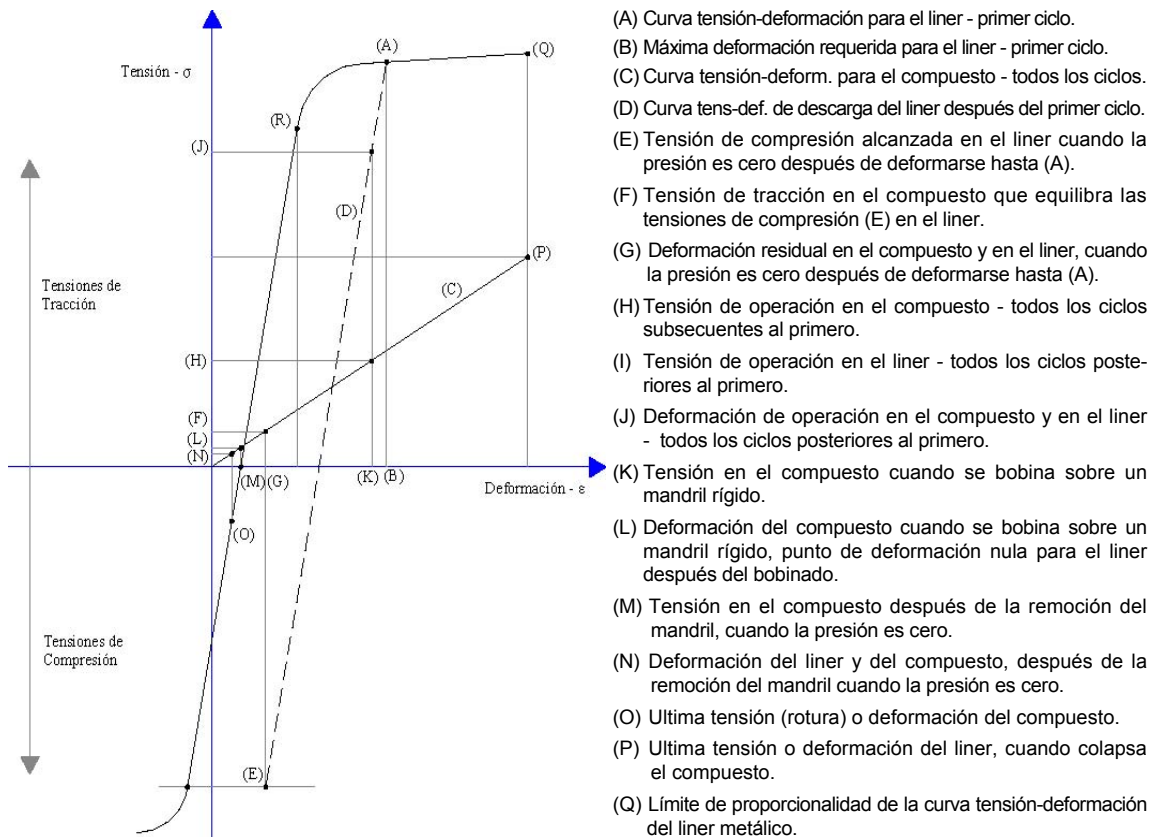 (A)
(Q)
Tensión - σ
(R)
(J)
(D)
(P)
Tensiones de
Tracción
(C)
(H)
(F)
(L)
(N)
(M) (G)
(K) (B)
Deformación - ε
(O)
Tensiones de
Compresión
(E)
(A) Curva tensión-deformación para el liner - primer ciclo.
(B) Máxima deformación requerida para el liner - primer ciclo.
(C) Curva tensión-deform. para el compuesto - todos los ciclos.
(D) Curva tens-def. de descarga del liner después del primer ciclo.
(E) Tensión de compresión alcanzada en el liner cuando la
presión es cero después de deformarse hasta (A).
(F) Tensión de tracción en el compuesto que equilibra las
tensiones de compresión (E) en el liner.
(G) Deformación residual en el compuesto y en el liner, cuando
la presión es cero después de deformarse hasta (A).
(H) Tensión de operación en el compuesto - todos los ciclos
subsecuentes al primero.
(I) Tensión de operación en el liner - todos los ciclos poste-
riores al primero.
(J) Deformación de operación en el compuesto y en el liner
- todos los ciclos posteriores al primero.
(K) Tensión en el compuesto cuando se bobina sobre un
mandril rígido.
(L) Deformación del compuesto cuando se bobina sobre un
mandril rígido, punto de deformación nula para el liner
después del bobinado.
(M) Tensión en el compuesto después de la remoción del
mandril, cuando la presión es cero.
(N) Deformación del liner y del compuesto, después de la
remoción del mandril cuando la presión es cero.
(O) Ultima tensión (rotura) o deformación del compuesto.
(P) Ultima tensión o deformación del liner, cuando colapsa
el compuesto.
(Q) Límite de proporcionalidad de la curva tensión-deformación
del liner metálico.